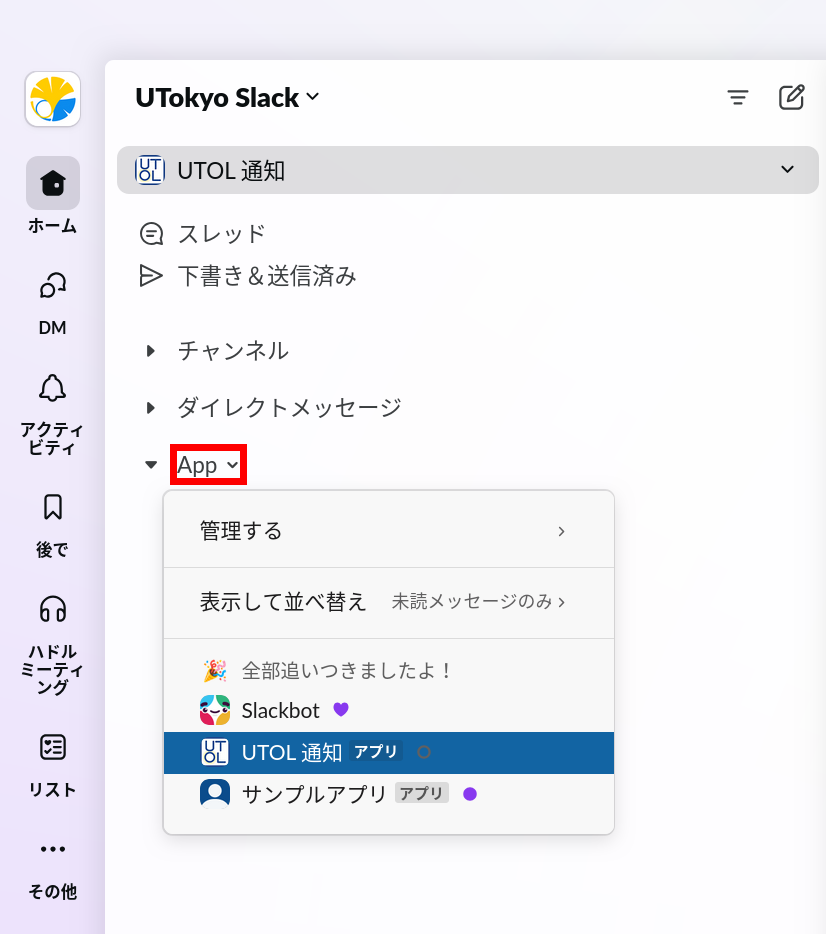 UTokyo Slack
UTOL 通知
ホーム
スレッド
下書き＆送信済み
DM
チャンネル
アクティ
ビティ
ダイレクトメッセージ
App
管理する
後で
表示して並べ替え 未読メッセージのみ
ハドル
ミーティ
ング
全部追いつきましたよ！
Slackbot
UTOL 通知 アプリ
リスト
サンプルアプリ アプリ
その他